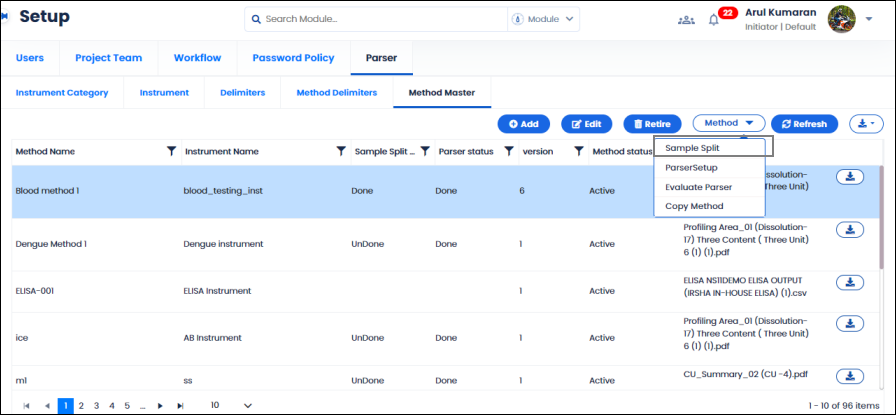 Setup
Search Module...
Module
22
Arul Kumaran
Initiator | Default
Users
Project Team
Workflow
Password Policy
Parser
Instrument Category
Instrument
Delimiters
Method Delimiters
Method Master
Add
Edit
Retire
Method
Refresh
Sample Split
ParserSetup
Evaluate Parser
Copy Method
Method Name
Instrument Name
Sample Split ...
Parser status
version
Method status
Blood method 1
blood_testing_inst
Done
Done
6
Active
ssolution-
Three Unit)
Dengue Method 1
Dengue instrument
UnDone
Done
1
Active
Profiling Area_01 (Dissolution-
17) Three Content ( Three Unit)
6 (1) (1).pdf
ELISA-001
ELISA Instrument
1
Active
ELISA NS11DEMO ELISA OUTPUT
(IRSHA IN-HOUSE ELISA) (1).csv
ice
AB Instrument
UnDone
Done
1
Active
Profiling Area_01 (Dissolution-
17) Three Content ( Three Unit)
6 (1) (1).pdf
m1
ss
UnDone
Done
1
Active
CU_Summary_02 (CU -4).pdf
1 2 3 4 5 ...
10
1 - 10 of 96 items